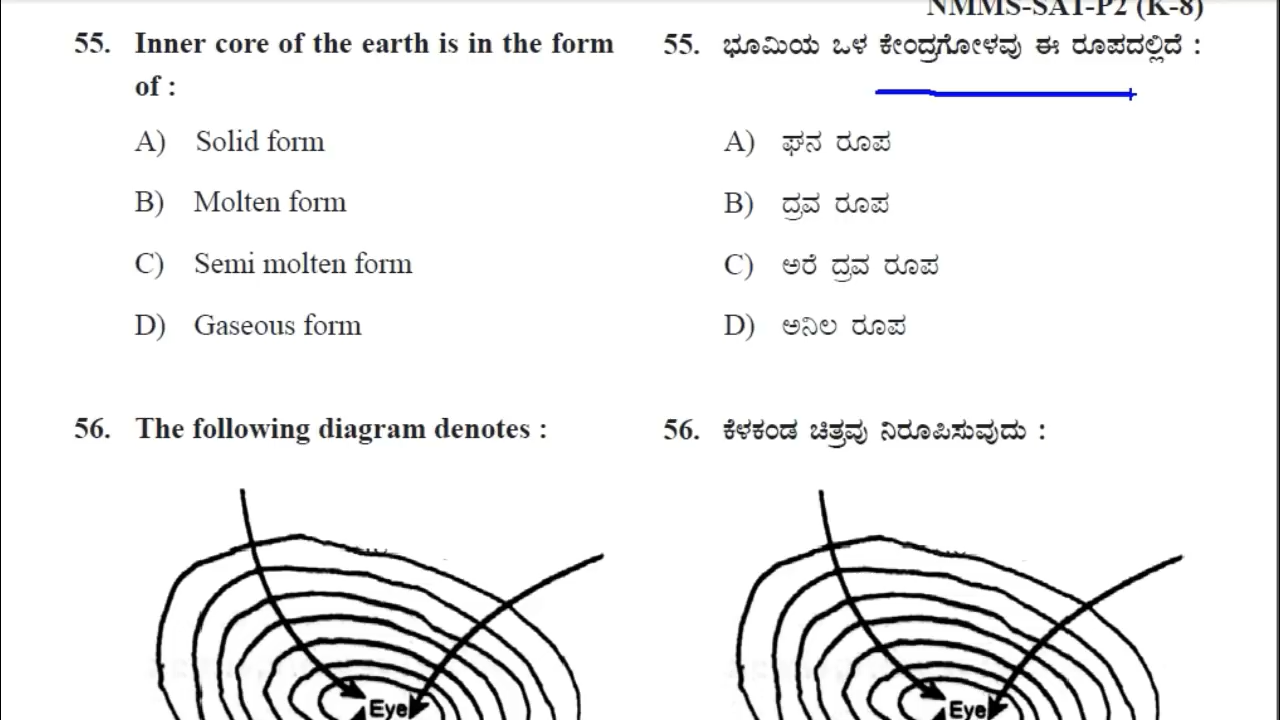 NMMS-SAT-P2 (K-8)
55. Inner core of the earth is in the form
of :
A) Solid form
B) Molten form
C) Semi molten form
D) Gaseous form
56. The following diagram denotes :
Eye
55. ಭೂಮಿಯ ಒಳ ಕೇಂದ್ರಗೋಳವು ಈ ರೂಪದಲ್ಲಿದೆ :
A) ಘನ ರೂಪ
B) ದ್ರವ ರೂಪ
C) ಅರೆ ದ್ರವ ರೂಪ
D) ಅನಿಲ ರೂಪ
56. ಕೆಳಕಂಡ ಚಿತ್ರವು ನಿರೂಪಿಸುವುದು :
Eye